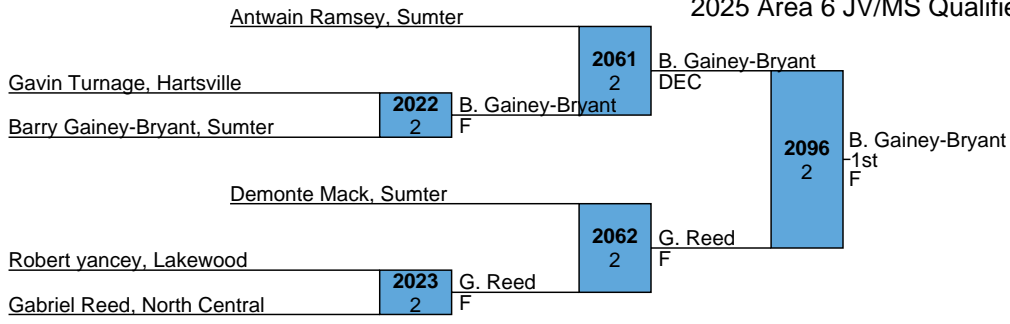 2025 Area 6 JV/MS Qualifie
Antwain Ramsey, Sumter
2061
2
B. Gainey-Bryant
DEC
Gavin Turnage, Hartsville
2022
2
B. Gainey-Bryant
F
Barry Gainey-Bryant, Sumter
2096
2
B. Gainey-Bryant
1st
F
Demonte Mack, Sumter
2062
2
G. Reed
F
Robert yancey, Lakewood
2023
2
G. Reed
F
Gabriel Reed, North Central